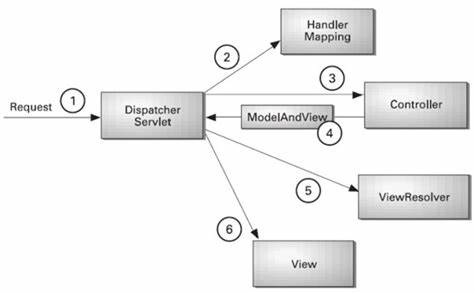 Request
1
Dispatcher
Servlet
2
Handler
Mapping
3
Controller
ModelAndView
4
5
ViewResolver
6
View